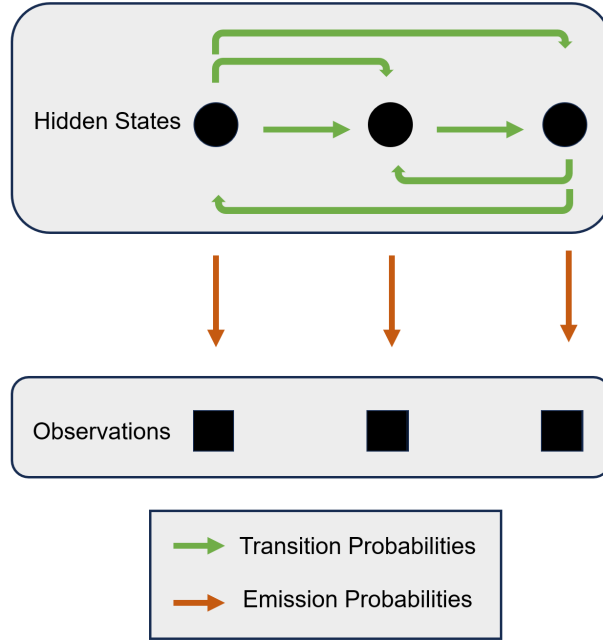 Hidden States
Observations
Transition Probabilities
Emission Probabilities